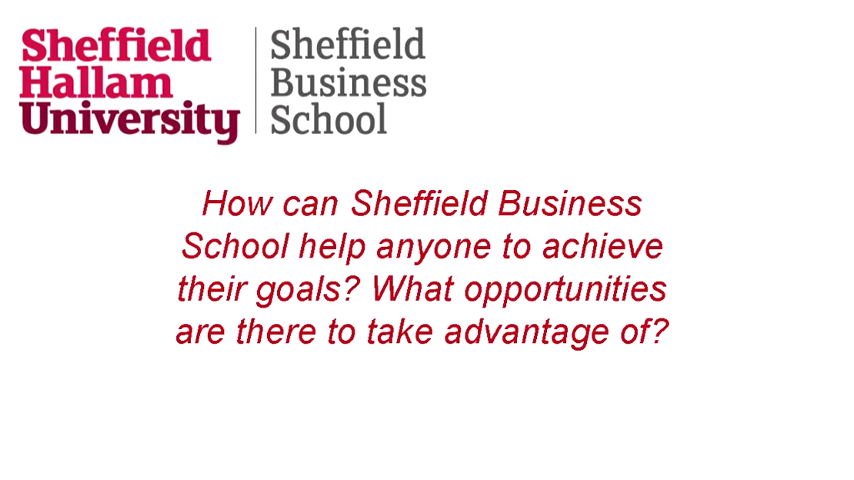 Sheffield
Hallam
University
Sheffield
Business
School
How can Sheffield Business
School help anyone to achieve
their goals? What opportunities
are there to take advantage of?